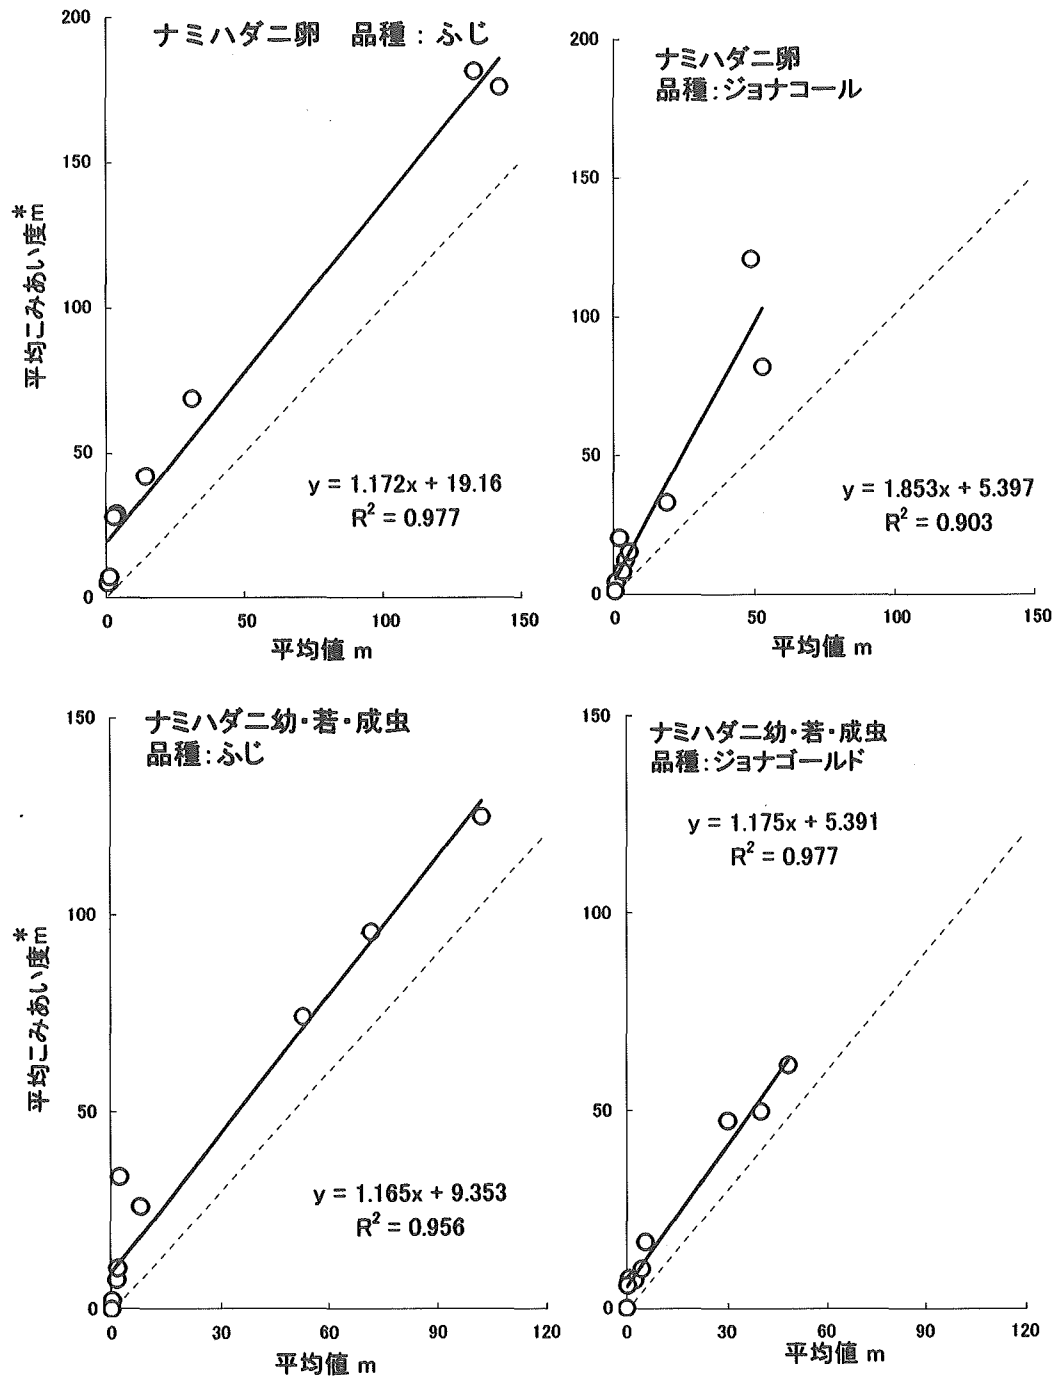 ナミハダニ卵 品種：ふじ
200
150
100
50
0
平均こみあい度m*
y = 1.172x + 19.16
R² = 0.977
0 50 100 150
平均値 m
ナミハダニ卵
品種：ジョナコール
200
150
100
50
0
y = 1.853x + 5.397
R² = 0.903
0 50 100 150
平均値 m
ナミハダニ幼・若・成虫
品種：ふじ
150
100
50
0
平均こみあい度m*
y = 1.165x + 9.353
R² = 0.956
0 30 60 90 120
平均値 m
ナミハダニ幼・若・成虫
品種：ジョナゴールド
150
100
50
0
y = 1.175x + 5.391
R² = 0.977
0 30 60 90 120
平均値 m